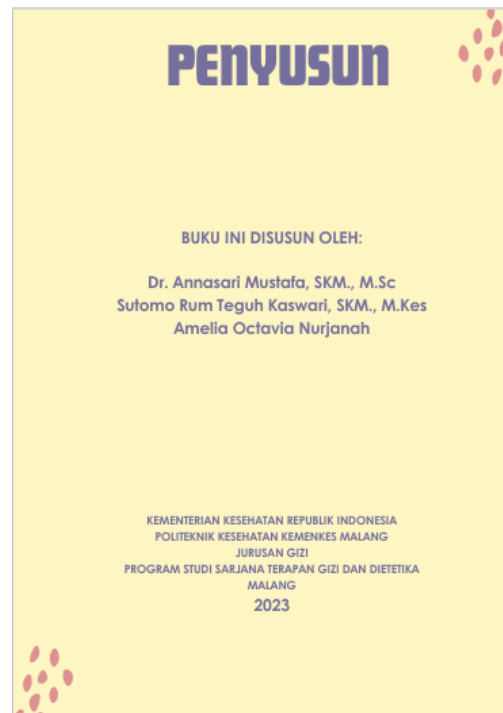 PENYUSUN
BUKU INI DISUSUN OLEH:
Dr. Annasari Mustafa, SKM., M.Sc
Sutomo Rum Teguh Kaswari, SKM., M.Kes
Amelia Octavia Nurjanah
KEMENTERIAN KESEHATAN REPUBLIK INDONESIA
POLITEKNIK KESEHATAN KEMENKES MALANG
JURUSAN GIZI
PROGRAM STUDI SARJANA TERAPAN GIZI DAN DIETETIKA
MALANG
2023